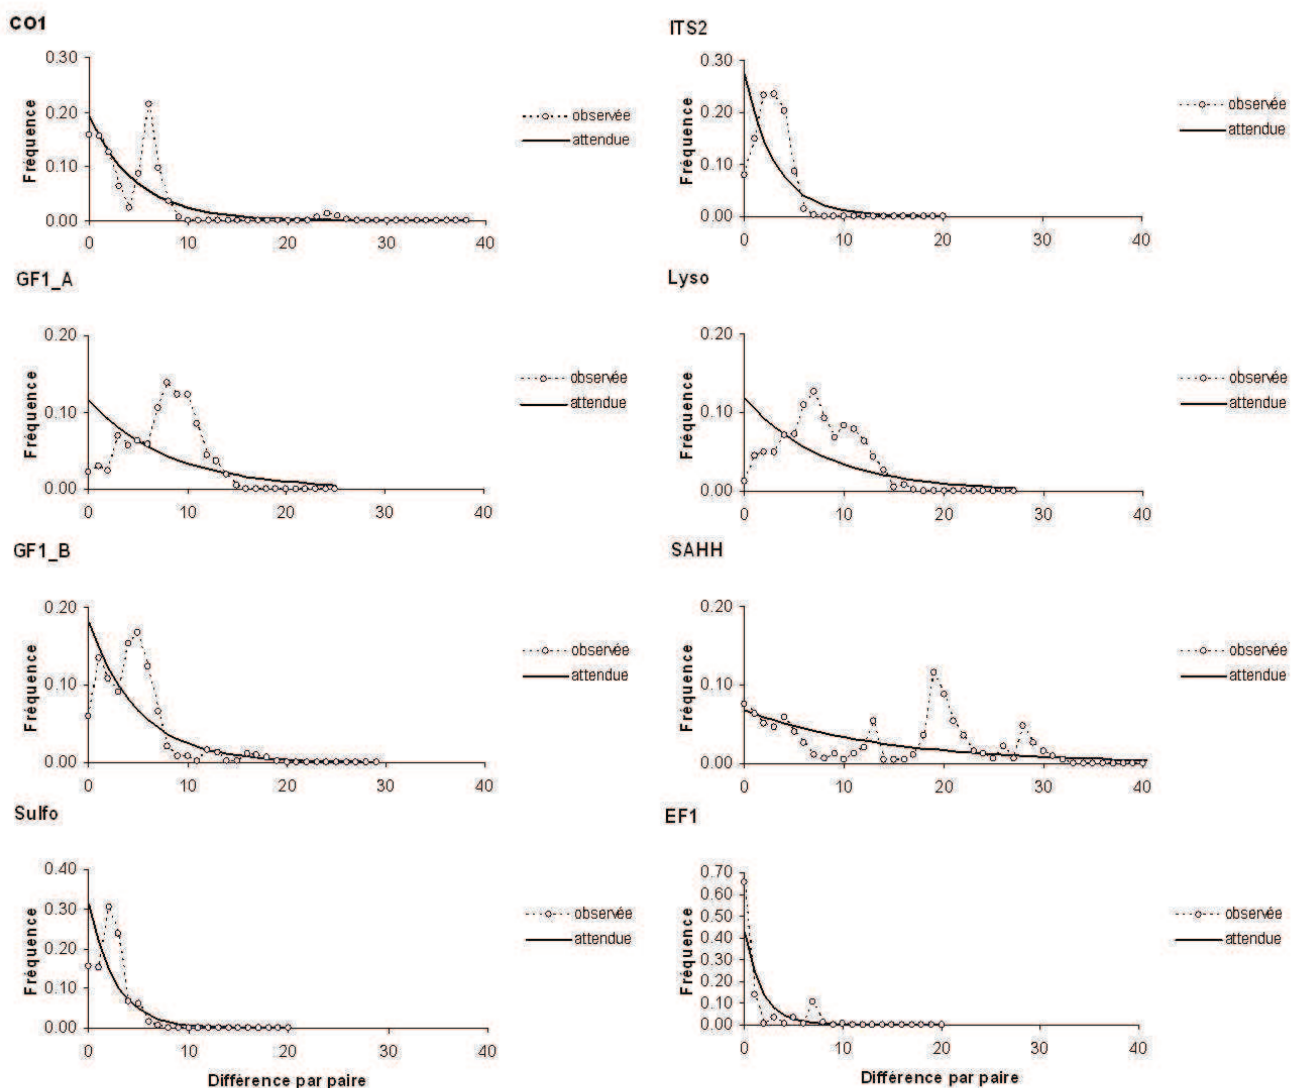 CO1
Fréquence
0.30
0.20
0.10
0.00
0 10 20 30 40
observée
attendue
ITS2
Fréquence
0.30
0.20
0.10
0.00
0 10 20 30 40
observée
attendue
GF1_A
Fréquence
0.20
0.10
0.00
0 10 20 30 40
observée
attendue
Lyso
Fréquence
0.20
0.10
0.00
0 10 20 30 40
observée
attendue
GF1_B
Fréquence
0.20
0.10
0.00
0 10 20 30 40
observée
attendue
SAHH
Fréquence
0.20
0.10
0.00
0 10 20 30 40
observée
attendue
Sulfo
Fréquence
0.40
0.30
0.20
0.10
0.00
0 10 20 30 40
Différence par paire
observée
attendue
EF1
Fréquence
0.70
0.60
0.50
0.40
0.30
0.20
0.10
0.00
0 10 20 30 40
Différence par paire
observée
attendue